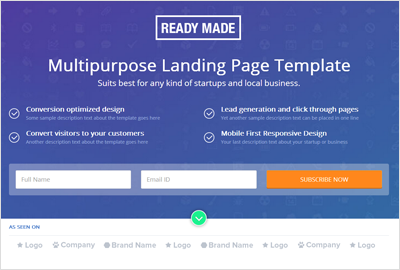 READY MADE
Multipurpose Landing Page Template
Suits best for any kind of startups and local business.
Conversion optimized design
Some sample description text about the template goes here
Lead generation and click through pages
Yet another sample description text can be placed in one line
Convert visitors to your customers
Another description text about the template goes here
Mobile First Responsive Design
Your last description text about your startup or business
Full Name
Email ID
SUBSCRIBE NOW
AS SEEN ON
Logo Company Brand Name Logo Brand Name Logo Company Logo